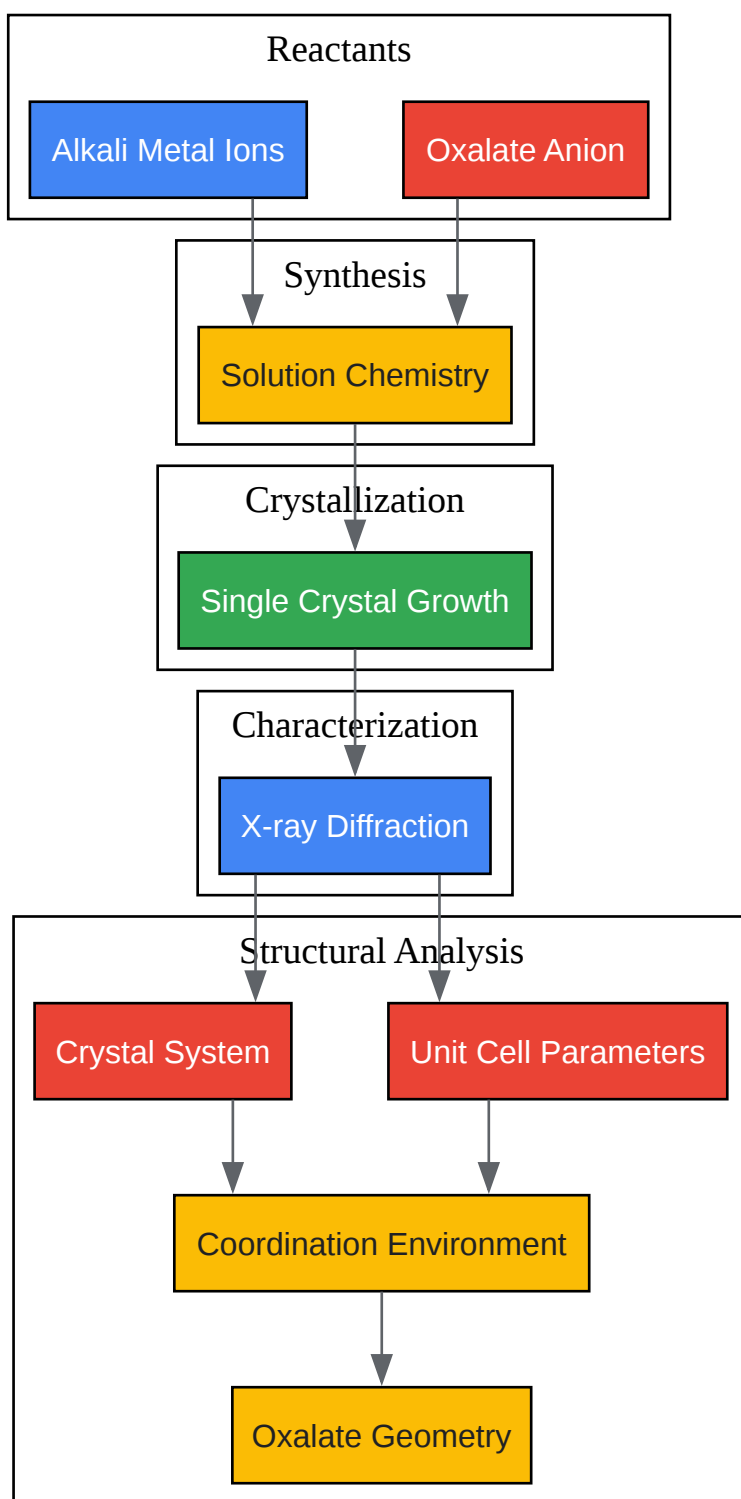 Reactants
Alkali Metal Ions
Oxalate Anion
Synthesis
Solution Chemistry
Crystallization
Single Crystal Growth
Characterization
X-ray Diffraction
Structural Analysis
Crystal System
Unit Cell Parameters
Coordination Environment
Oxalate Geometry